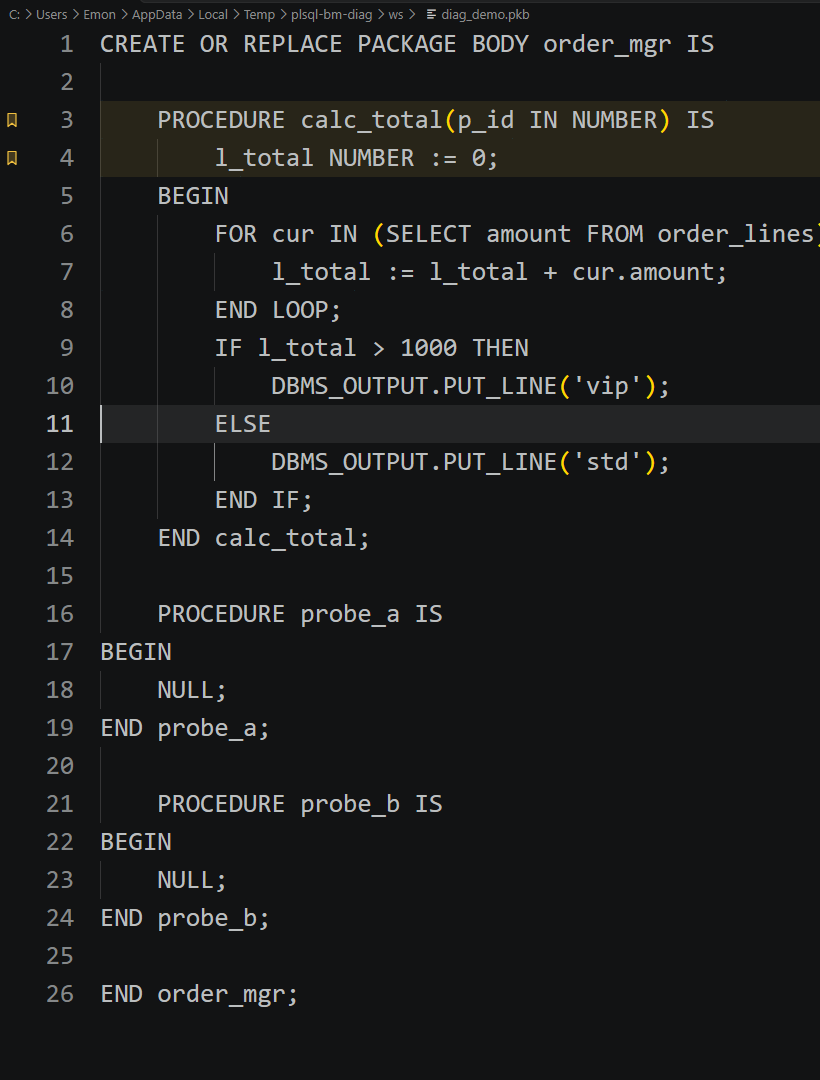 C: > Users > Emon > AppData > Local > Temp > plsql-bm-diag > ws > diag_demo.pkb
1 CREATE OR REPLACE PACKAGE BODY order_mgr IS
2
3     PROCEDURE calc_total(p_id IN NUMBER) IS
4         l_total NUMBER := 0;
5     BEGIN
6         FOR cur IN (SELECT amount FROM order_lines)
7             l_total := l_total + cur.amount;
8         END LOOP;
9         IF l_total > 1000 THEN
10             DBMS_OUTPUT.PUT_LINE('vip');
11         ELSE
12             DBMS_OUTPUT.PUT_LINE('std');
13         END IF;
14     END calc_total;
15
16     PROCEDURE probe_a IS
17 BEGIN
18     NULL;
19 END probe_a;
20
21     PROCEDURE probe_b IS
22 BEGIN
23     NULL;
24 END probe_b;
25
26 END order_mgr;